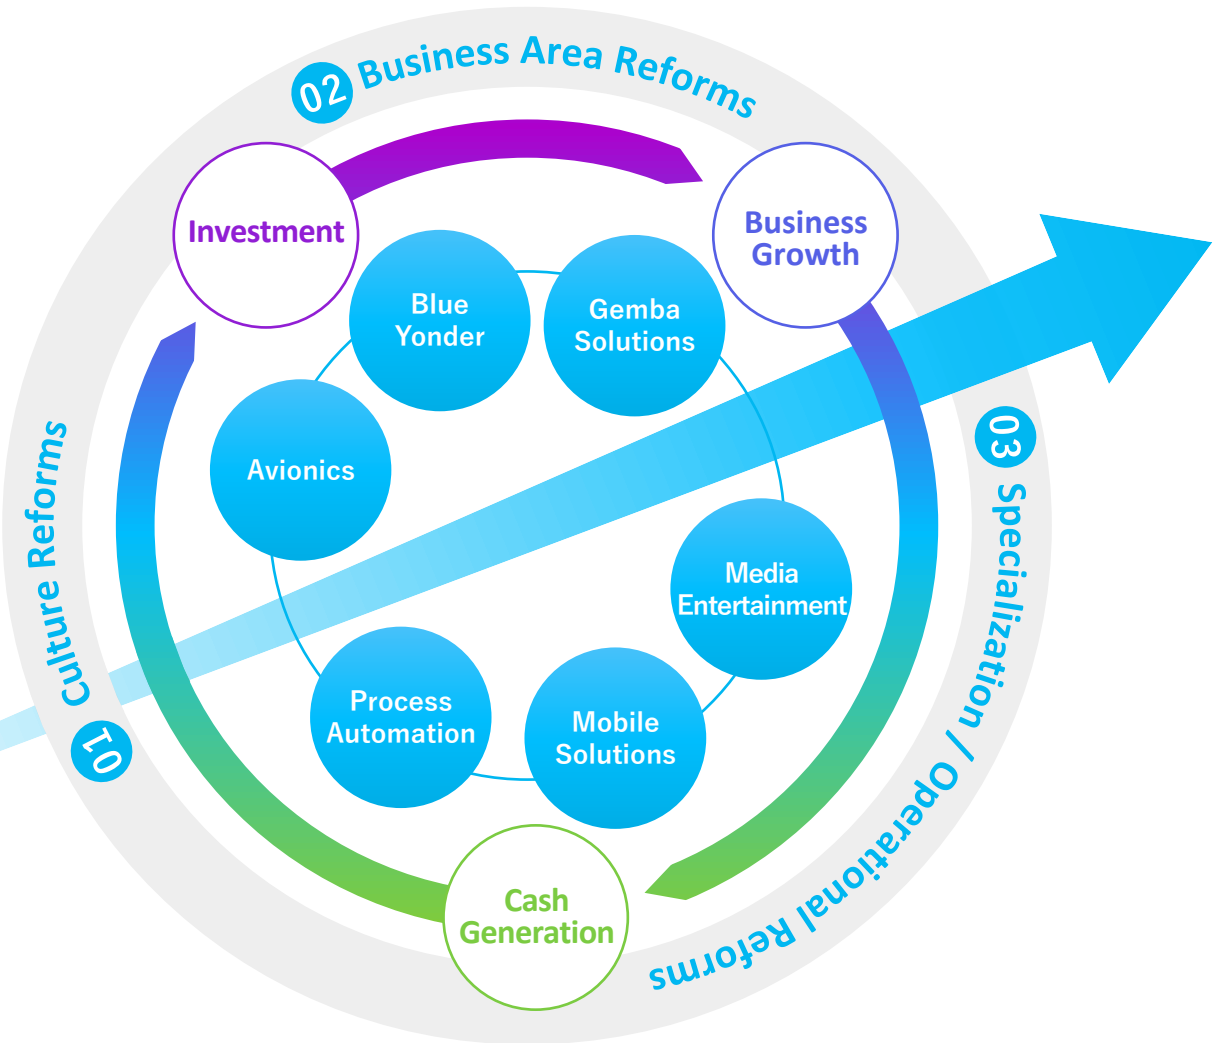 02 Business Area Reforms
Investment
Business
Growth
Blue
Yonder
Gemba
Solutions
Avionics
03 Specialization / Operational Reforms
01 Culture Reforms
Media
Entertainment
Process
Automation
Mobile
Solutions
Cash
Generation